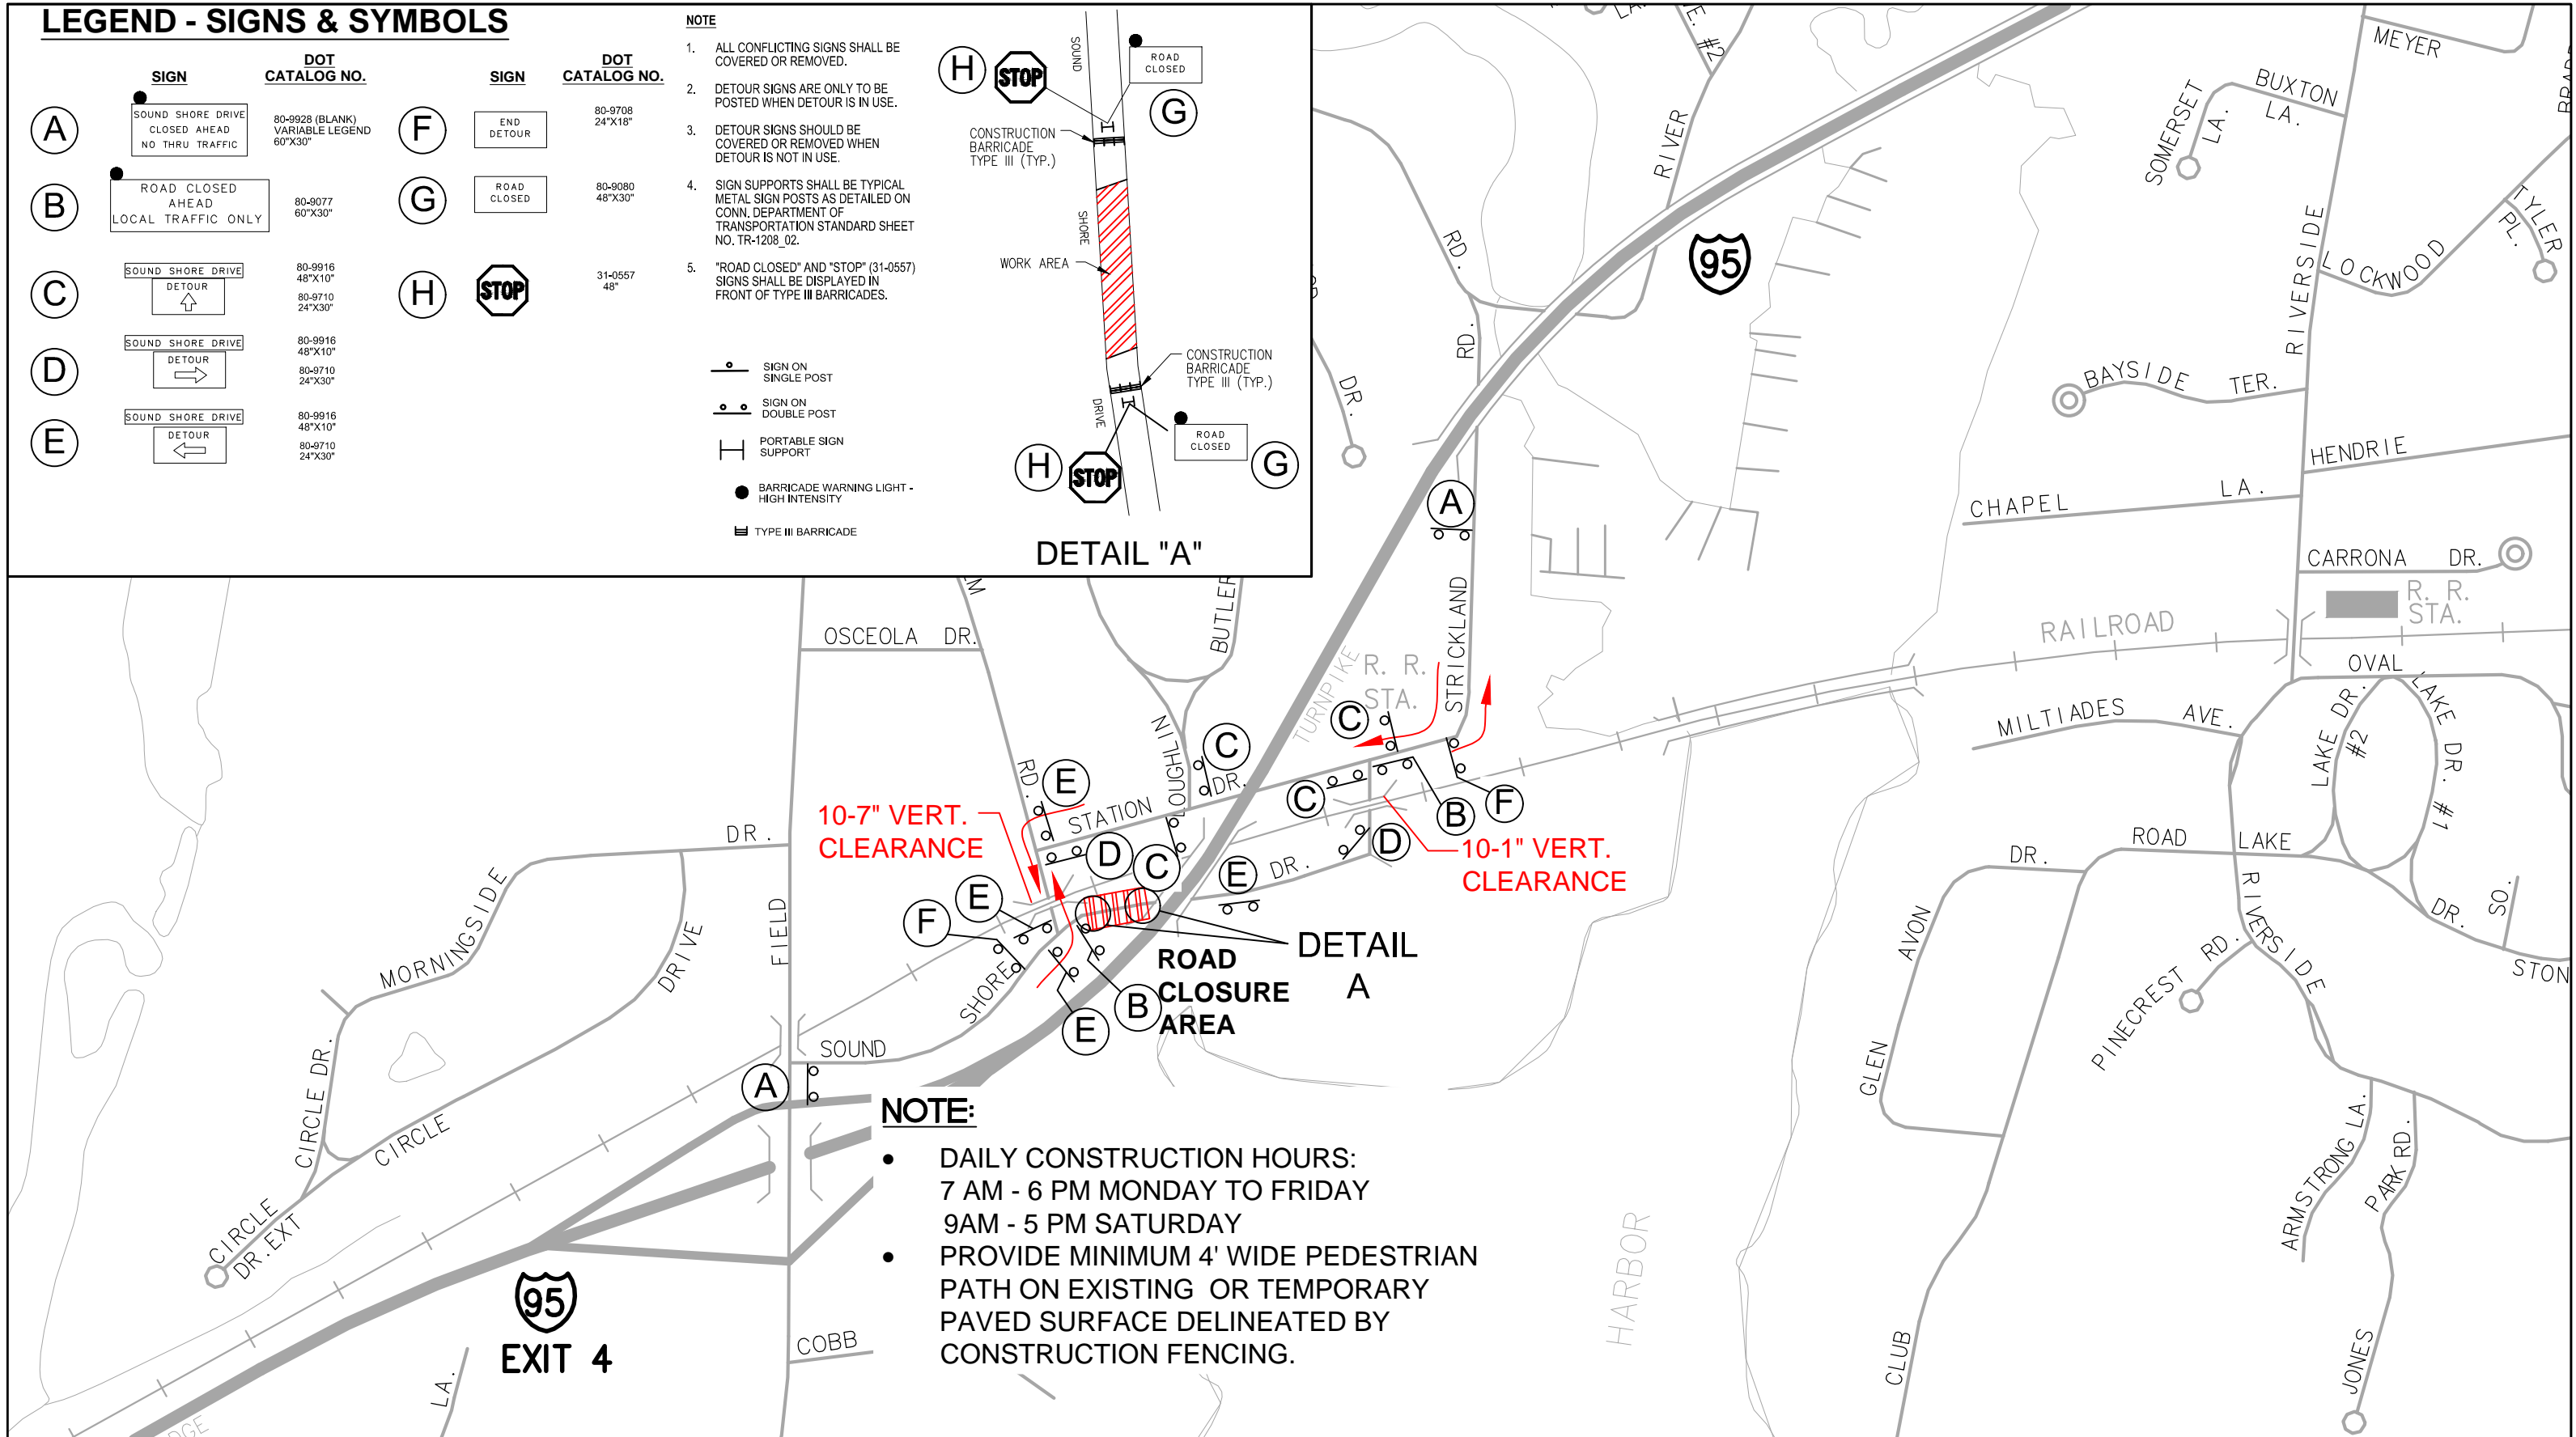 LEGEND - SIGNS & SYMBOLS
SIGN
DOT
CATALOG NO.
A
SOUND SHORE DRIVE
CLOSED AHEAD
NO THRU TRAFFIC
80-9928 (BLANK)
VARIABLE LEGEND
60"X30"
B
ROAD CLOSED
AHEAD
LOCAL TRAFFIC ONLY
80-9077
60"X30"
C
SOUND SHORE DRIVE
DETOUR
80-9916
48"X10"
80-9710
24"X30"
D
SOUND SHORE DRIVE
DETOUR
80-9916
48"X10"
80-9710
24"X30"
E
SOUND SHORE DRIVE
DETOUR
80-9916
48"X10"
80-9710
24"X30"
SIGN
DOT
CATALOG NO.
F
END
DETOUR
80-9708
24"X18"
G
ROAD
CLOSED
80-9080
48"X30"
H
STOP
31-0557
48"
NOTE
1. ALL CONFLICTING SIGNS SHALL BE
COVERED OR REMOVED.
2. DETOUR SIGNS ARE ONLY TO BE
POSTED WHEN DETOUR IS IN USE.
3. DETOUR SIGNS SHOULD BE
COVERED OR REMOVED WHEN
DETOUR IS NOT IN USE.
4. SIGN SUPPORTS SHALL BE TYPICAL
METAL SIGN POSTS AS DETAILED ON
CONN. DEPARTMENT OF
TRANSPORTATION STANDARD SHEET
NO. TR-1208_02.
5. "ROAD CLOSED" AND "STOP" (31-0557)
SIGNS SHALL BE DISPLAYED IN
FRONT OF TYPE III BARRICADES.
SIGN ON
SINGLE POST
SIGN ON
DOUBLE POST
PORTABLE SIGN
SUPPORT
BARRICADE WARNING LIGHT -
HIGH INTENSITY
TYPE III BARRICADE
H
STOP
SOUND
ROAD
CLOSED
G
CONSTRUCTION
BARRICADE
TYPE III (TYP.)
SHORE
WORK AREA
CONSTRUCTION
BARRICADE
TYPE III (TYP.)
DRIVE
ROAD
CLOSED
H
STOP
G
DETAIL "A"
LA.
VE. #2
RIVER
RD.
RD.
DR.
95
MEYER
BUXTON
LA.
SOMERSET
LA.
TYLER
PL.
LOCKWOOD
RIVERSIDE
BAYSIDE TER.
HENDRIE
CHAPEL LA.
CARRONA DR.
R. R.
STA.
RAILROAD
OVAL
MILTIADES AVE.
LAKE DR.
#2
LAKE DR. #1
ROAD
LAKE
DR.
SO.
STON
DR.
AVON
GLEN
CLUB
RIVERSIDE
PINECREST RD.
ARMSTRONG LA.
PARK RD.
JONES
HARBOR
A
STRICKLAND
R. R.
STA.
TURNPIKE
C
C
B
F
D
10-1" VERT.
CLEARANCE
OSCEOLA DR.
BUTLER
LOUGHLIN
C
DR.
STATION
RD.
E
10-7" VERT.
CLEARANCE
D
C
E
DR.
E
F
E
B
DETAIL
A
ROAD
CLOSURE
AREA
SHORE
SOUND
A
FIELD
DR.
MORNINGSIDE
DRIVE
CIRCLE DR.
CIRCLE
CIRCLE
DR. EXT
95
EXIT 4
COBB
LA.
DGE
NOTE:
• DAILY CONSTRUCTION HOURS:
7 AM - 6 PM MONDAY TO FRIDAY
9AM - 5 PM SATURDAY
• PROVIDE MINIMUM 4' WIDE PEDESTRIAN
PATH ON EXISTING OR TEMPORARY
PAVED SURFACE DELINEATED BY
CONSTRUCTION FENCING.